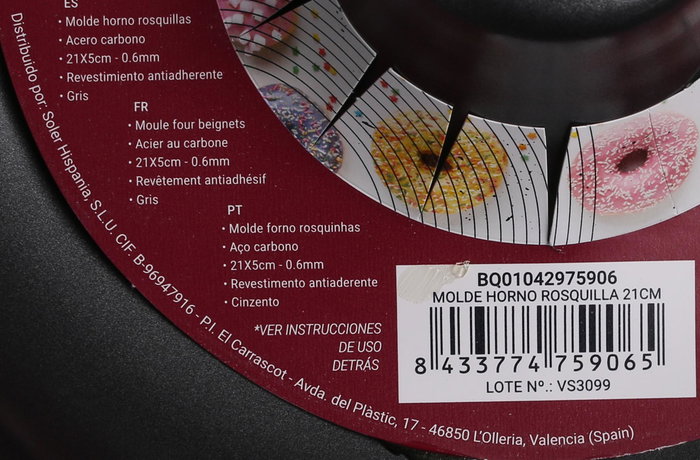 ES
• Molde horno rosquillas
• Acero carbono
• 21X5cm - 0.6mm
• Revestimiento antiadherente
• Gris
FR
• Moule four beignets
• Acier au carbone
• 21X5cm - 0.6mm
• Revêtement antiadhésif
• Gris
PT
• Molde forno rosquinhas
• Aço carbono
• 21X5cm - 0.6mm
• Revestimento antiaderente
• Cinzento
*VER INSTRUCCIONES
DE USO
DETRÁS
Distribuido por: Soler Hispania, S.L.U. CIF. B-96947916 - P.I. El Carrascot - Avda. del Plàstic, 17 - 46850 L'Olleria, Valencia (Spain)
BQ01042975906
MOLDE HORNO ROSQUILLA 21CM
8 433774 759065
LOTE Nº.: VS3099